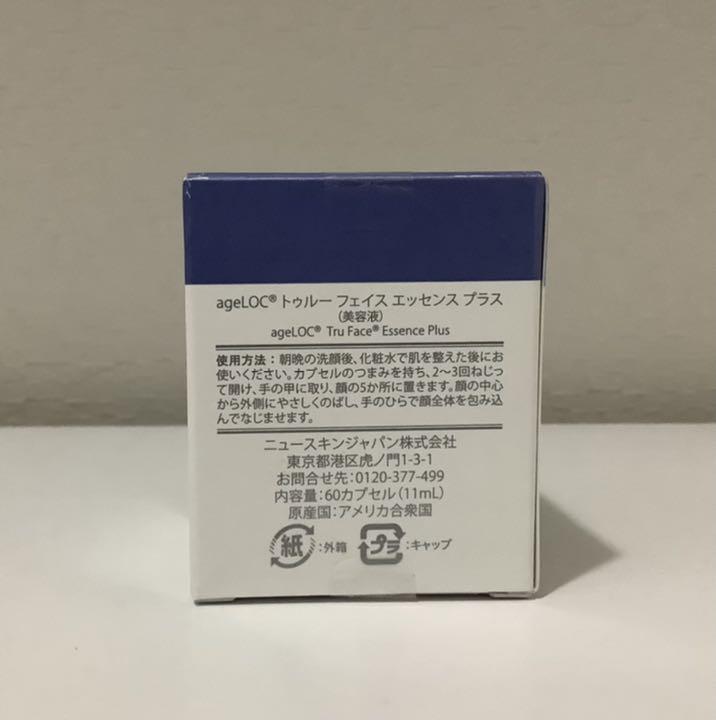 ageLOC® トゥルー フェイス エッセンス プラス
(美容液)
ageLOC® Tru Face® Essence Plus
使用方法：朝晩の洗顔後、化粧水で肌を整えた後にお
使いください。カプセルのつまみを持ち、2〜3回ねじっ
て開け、手の甲に取り、顔の5か所に置きます。顔の中心
から外側にやさしくのばし、手のひらで顔全体を包み込
んでなじませます。
ニュースキンジャパン株式会社
東京都港区虎ノ門1-3-1
お問合せ先：0120-377-499
内容量：60カプセル（11mL）
原産国：アメリカ合衆国
紙：外箱 プラ：キャップ